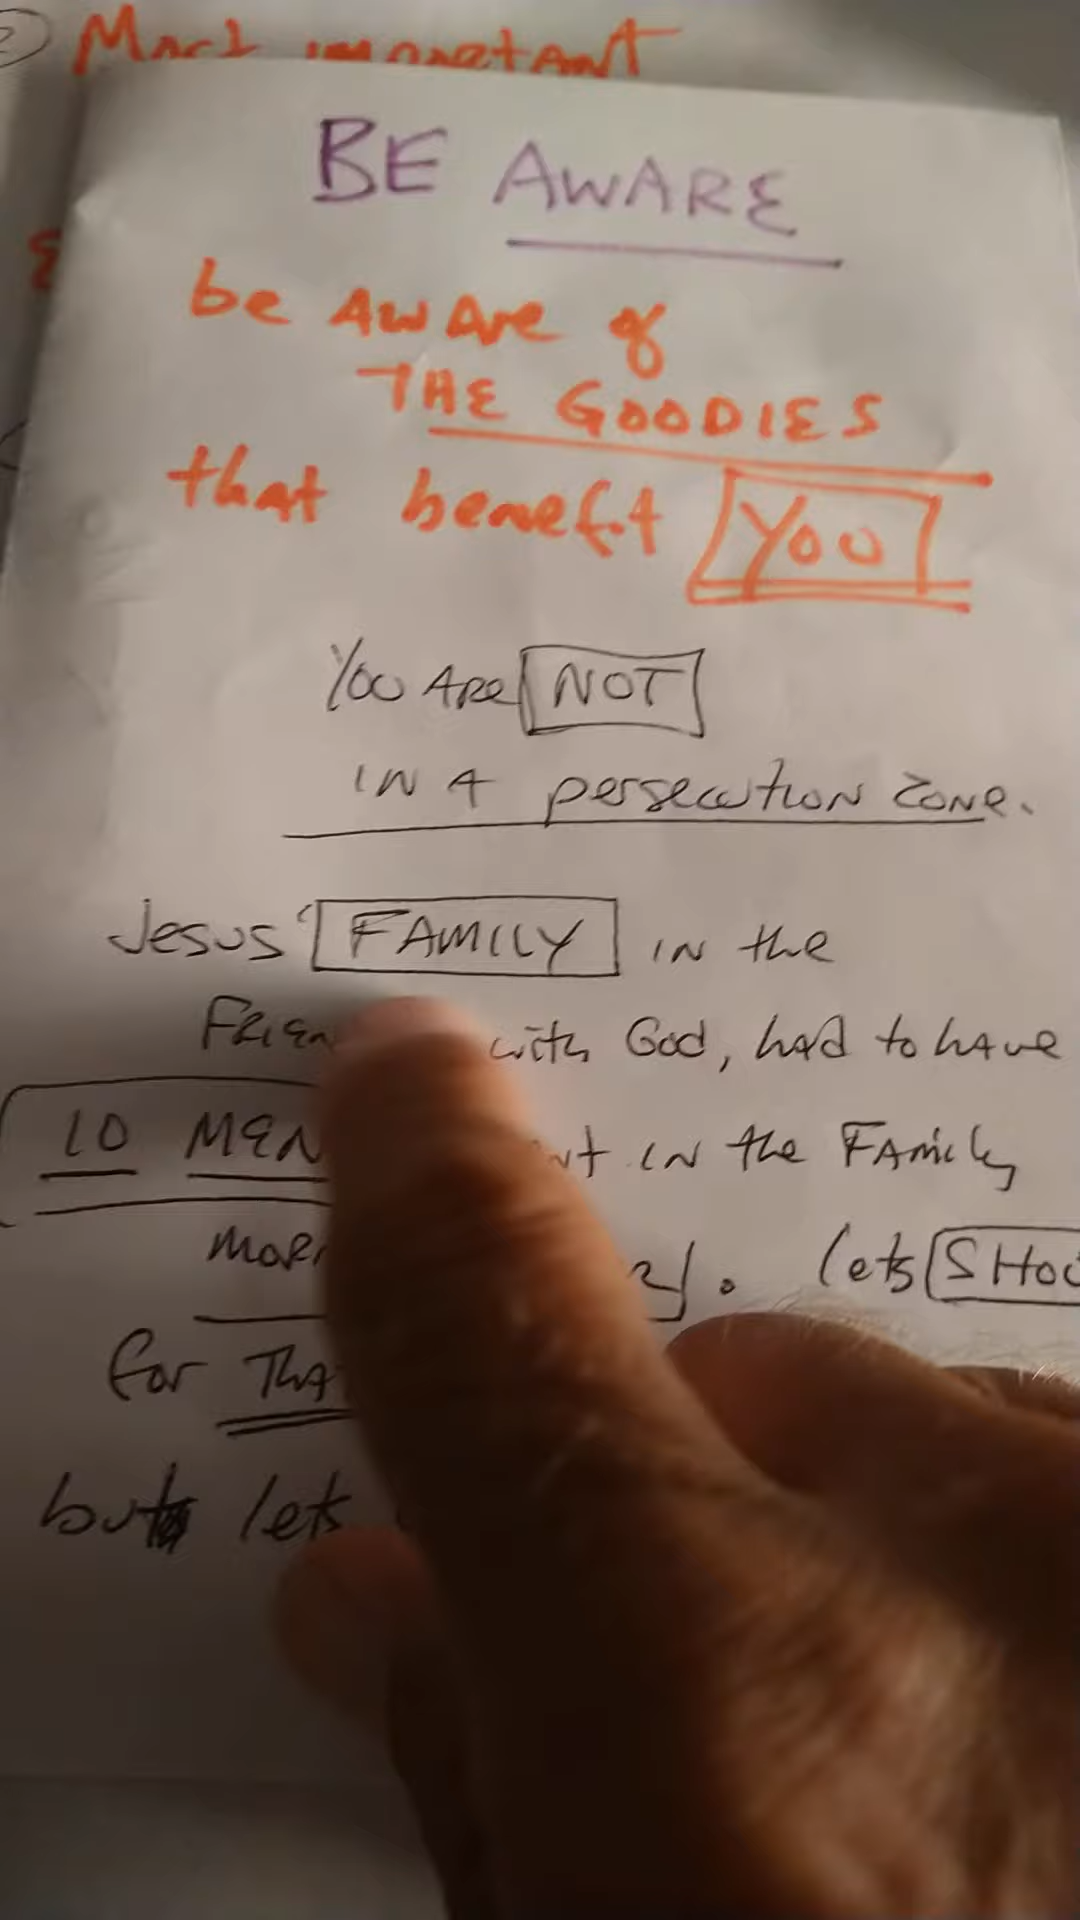 Most important
BE AWARE
be AWARE of
THE GOODIES
that benefit YOU
You ARE NOT
IN A persecution zone.
Jesus' FAMILY IN the
with God, had to have
10 MEN IN the FAMily
lets
for
but lets